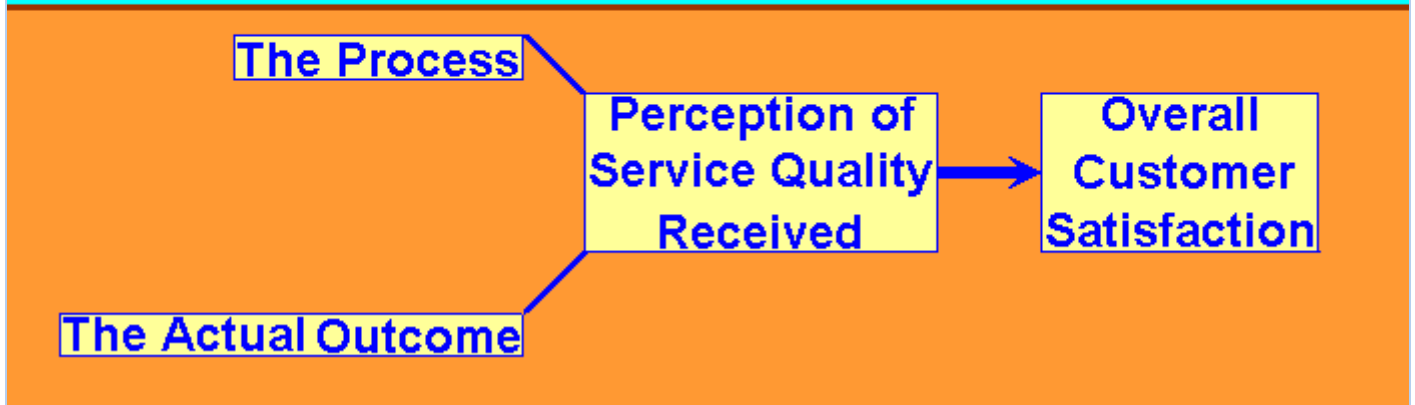 The Process
Perception of
Service Quality
Received
Overall
Customer
Satisfaction
The Actual Outcome